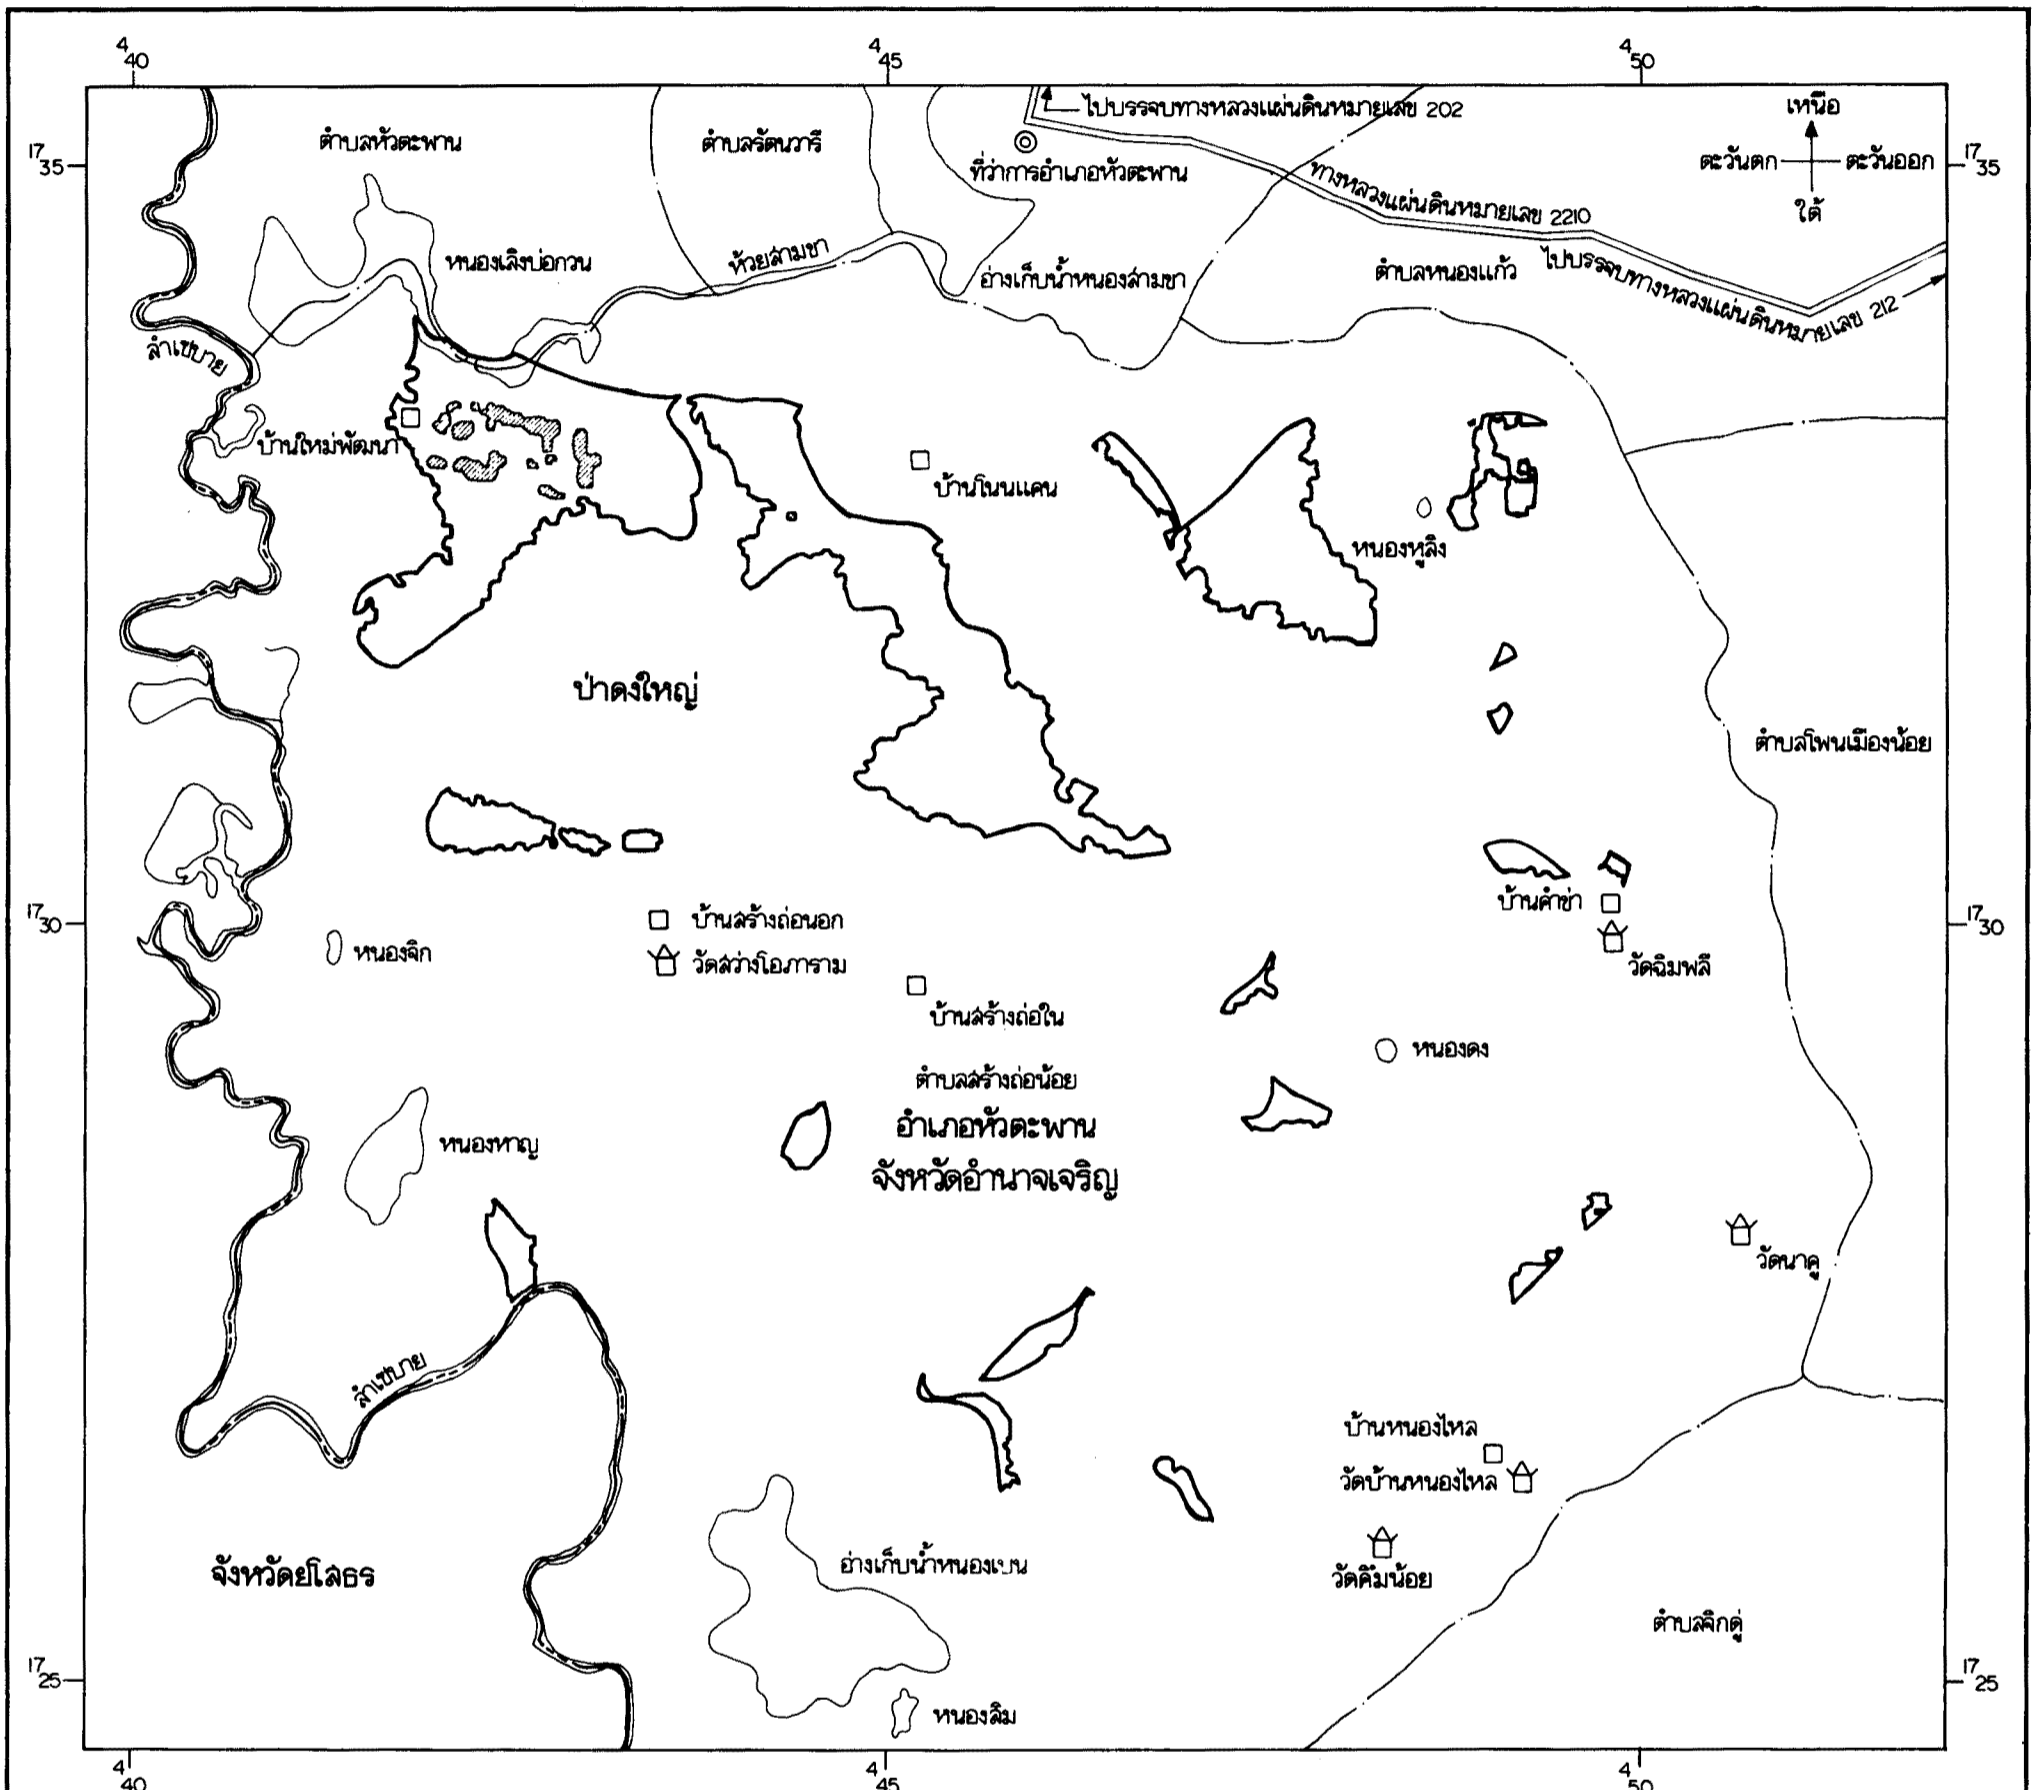 4 40
4 45
4 50
ไปบรรจบทางหลวงแผ่นดินหมายเลข 202
เหนือ
ตำบลหัวตะพาน
ตำบลรัตนวารี
17 35
ที่ว่าการอำเภอหัวตะพาน
ตะวันตก
ตะวันออก
17 35
ทางหลวงแผ่นดินหมายเลข 2210
ใต้
หนองเลิงบ่อกวน
ห้วยสามขา
อ่างเก็บน้ำหนองสามขา
ตำบลหนองแก้ว
ไปบรรจบทางหลวงแผ่นดินหมายเลข 212
ลำเซบาย
บ้านใหม่พัฒนา
บ้านโนนแคน
หนองหูลิง
ป่าดงใหญ่
ตำบลโพนเมืองน้อย
บ้านคำข่า
17 30
บ้านสร้างถ่อนอก
17 30
หนองจิก
วัดสว่างโอภาราม
วัดฉิมพลี
บ้านสร้างถ่อใน
หนองดง
ตำบลสร้างถ่อน้อย
อำเภอหัวตะพาน
หนองหาญ
จังหวัดอำนาจเจริญ
วัดนาคู
ลำเซบาย
บ้านหนองไหล
วัดบ้านหนองไหล
อ่างเก็บน้ำหนองเบน
จังหวัดยโสธร
วัดคึมน้อย
ตำบลจิกดู่
17 25
17 25
หนองลิม
4 40
4 45
4 50